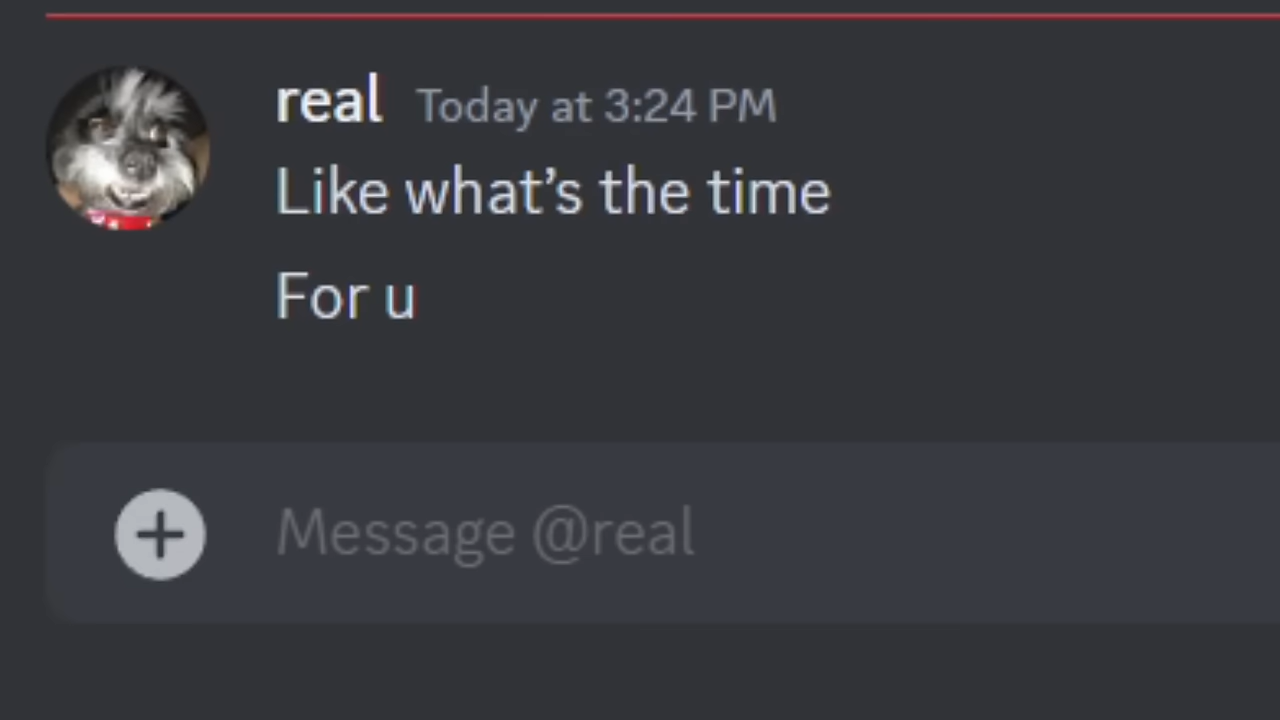 real Today at 3:24 PM
Like what’s the time
For u
Message @real